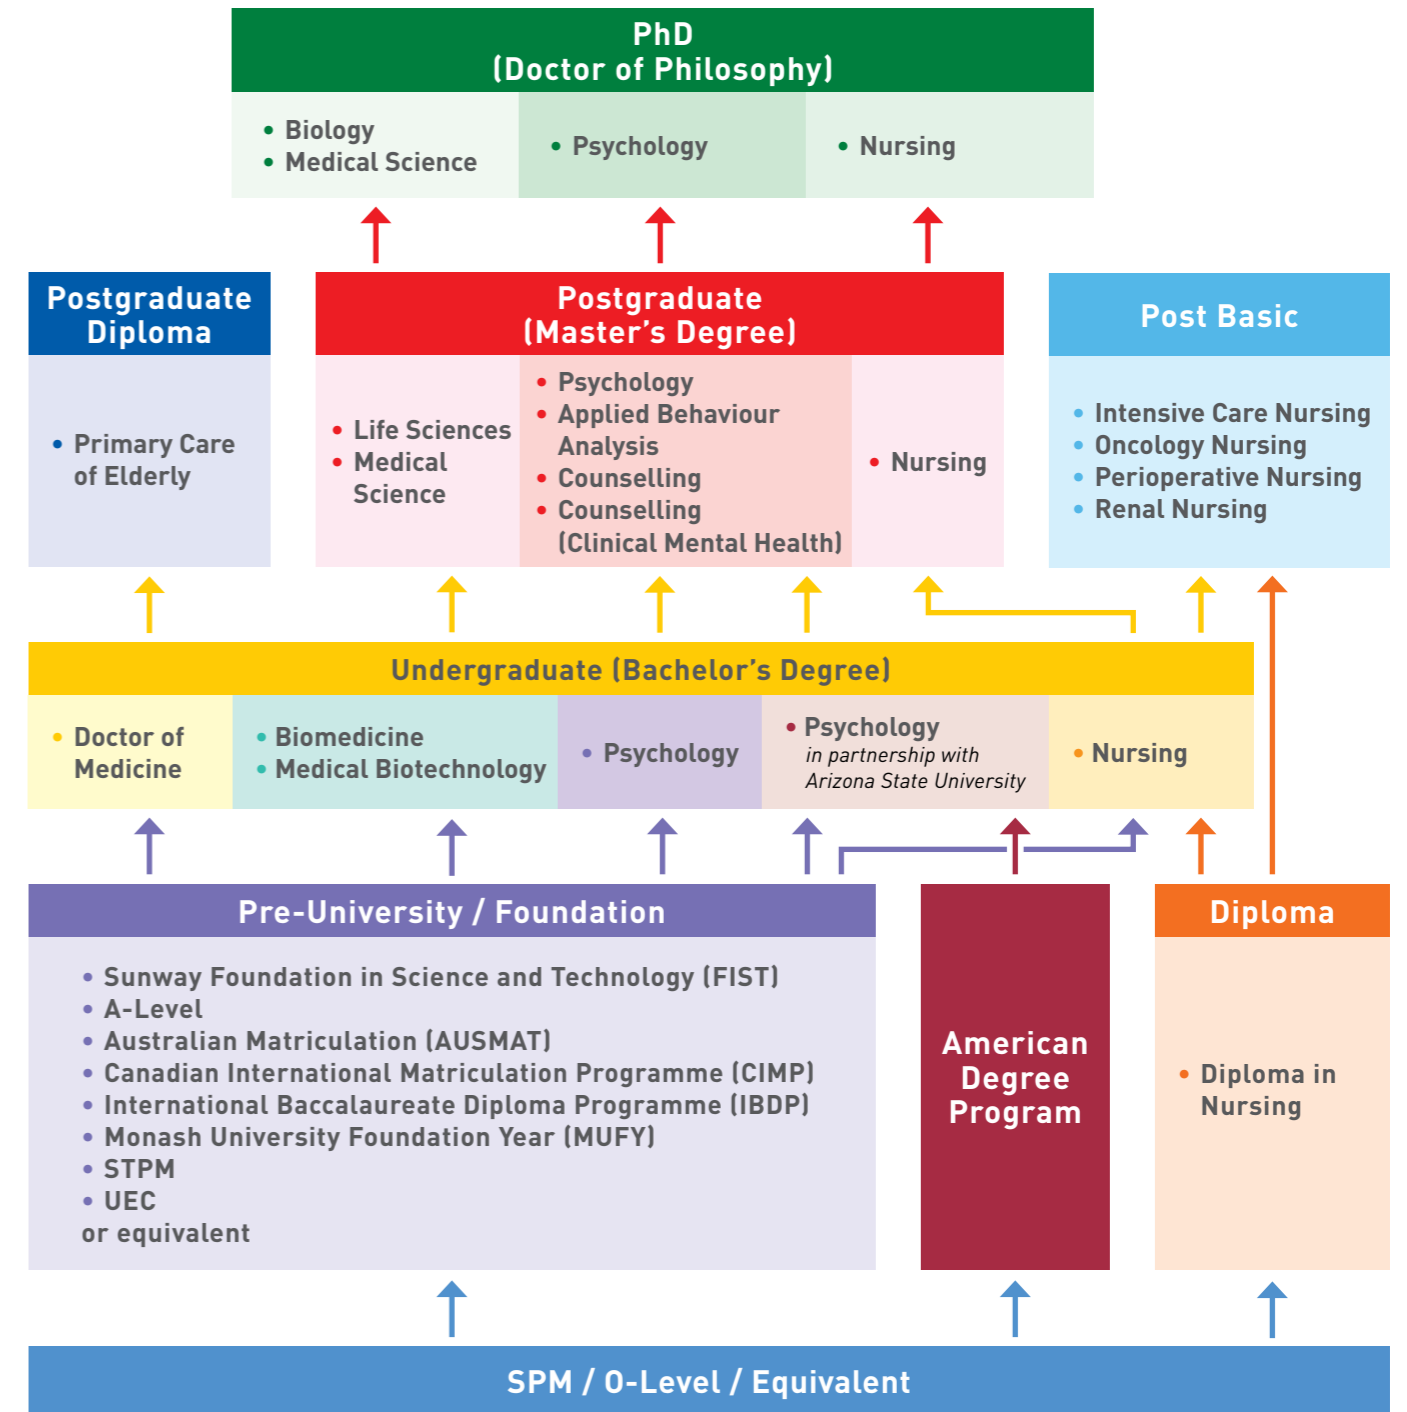 PhD
(Doctor of Philosophy)
• Biology
• Medical Science
• Psychology
• Nursing
Postgraduate
Diploma
• Primary Care
of Elderly
Postgraduate
(Master's Degree)
• Life Sciences
• Medical
Science
• Psychology
• Applied Behaviour
Analysis
• Counselling
• Counselling
(Clinical Mental Health)
• Nursing
Post Basic
• Intensive Care Nursing
• Oncology Nursing
• Perioperative Nursing
• Renal Nursing
Undergraduate (Bachelor's Degree)
• Doctor of
Medicine
• Biomedicine
• Medical Biotechnology
• Psychology
• Psychology
in partnership with
Arizona State University
• Nursing
Pre-University / Foundation
• Sunway Foundation in Science and Technology (FIST)
• A-Level
• Australian Matriculation (AUSMAT)
• Canadian International Matriculation Programme (CIMP)
• International Baccalaureate Diploma Programme (IBDP)
• Monash University Foundation Year (MUFY)
• STPM
• UEC
or equivalent
American
Degree
Program
Diploma
• Diploma in
Nursing
SPM / O-Level / Equivalent